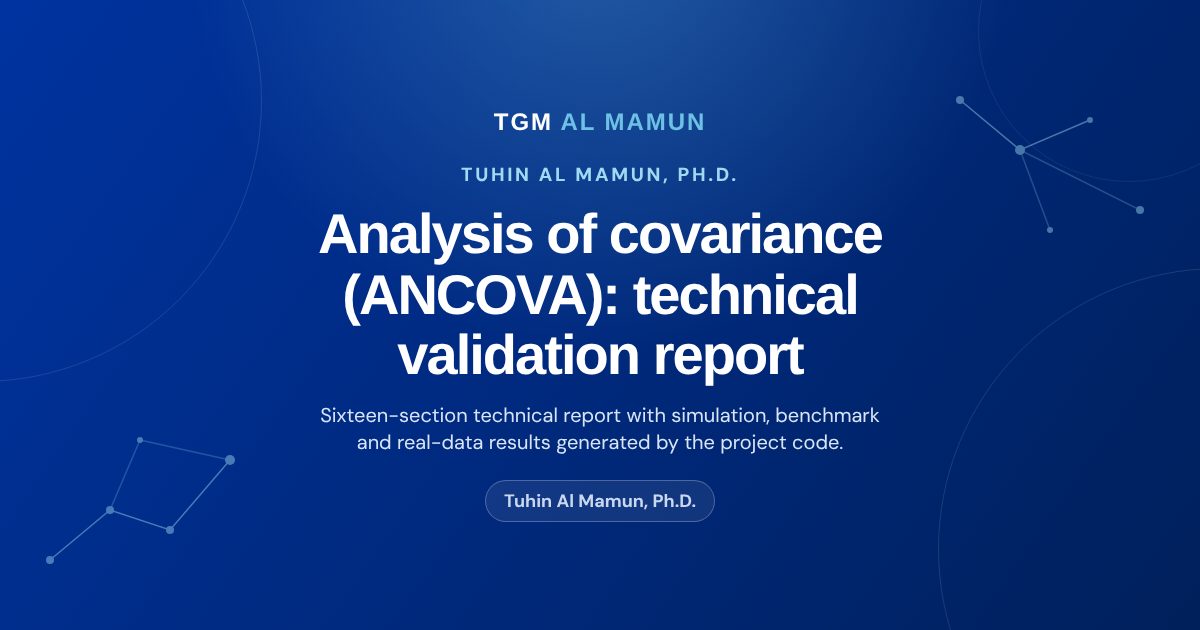 TGM AL MAMUN
TUHIN AL MAMUN, PH.D.
Analysis of covariance
(ANCOVA): technical
validation report
Sixteen-section technical report with simulation, benchmark
and real-data results generated by the project code.
Tuhin Al Mamun, Ph.D.